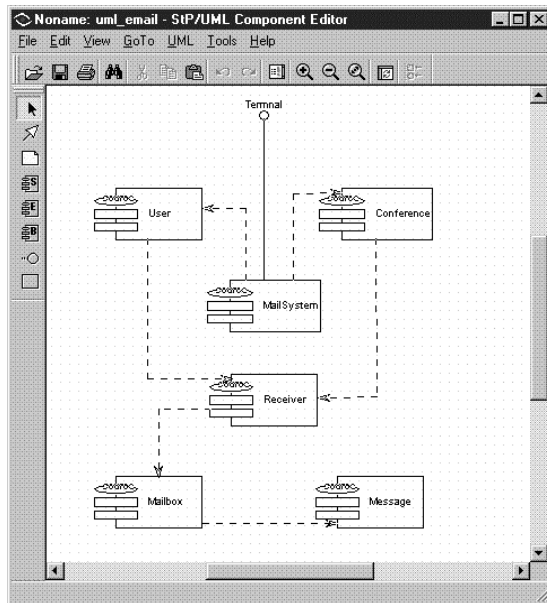 Noname: uml_email - StP/UML Component Editor
File Edit View GoTo UML Tools Help
S
E
B
Termnal
User
Conference
MailSystem
Receiver
Mailbox
Message